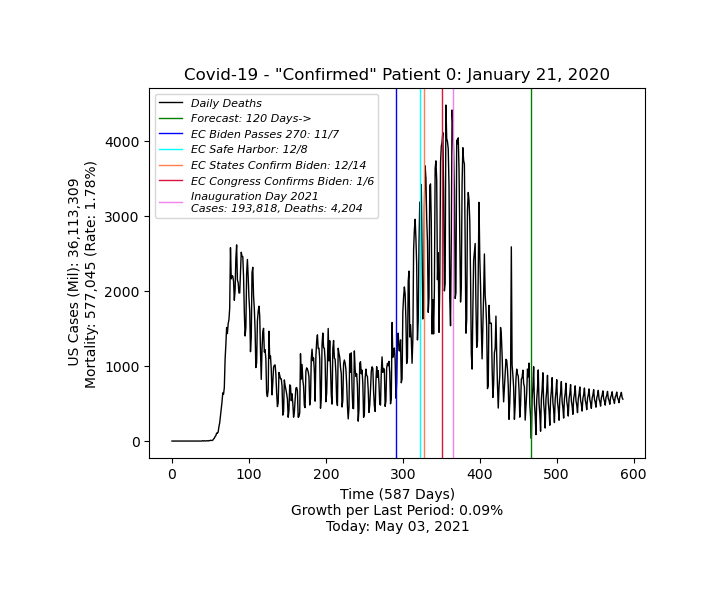 Covid-19 - "Confirmed" Patient 0: January 21, 2020
Daily Deaths
Forecast: 120 Days->
EC Biden Passes 270: 11/7
EC Safe Harbor: 12/8
EC States Confirm Biden: 12/14
EC Congress Confirms Biden: 1/6
Inauguration Day 2021
Cases: 193,818, Deaths: 4,204
US Cases (Mil): 36,113,309
Mortality: 577,045 (Rate: 1.78%)
4000
3000
2000
1000
0
0 100 200 300 400 500 600
Time (587 Days)
Growth per Last Period: 0.09%
Today: May 03, 2021